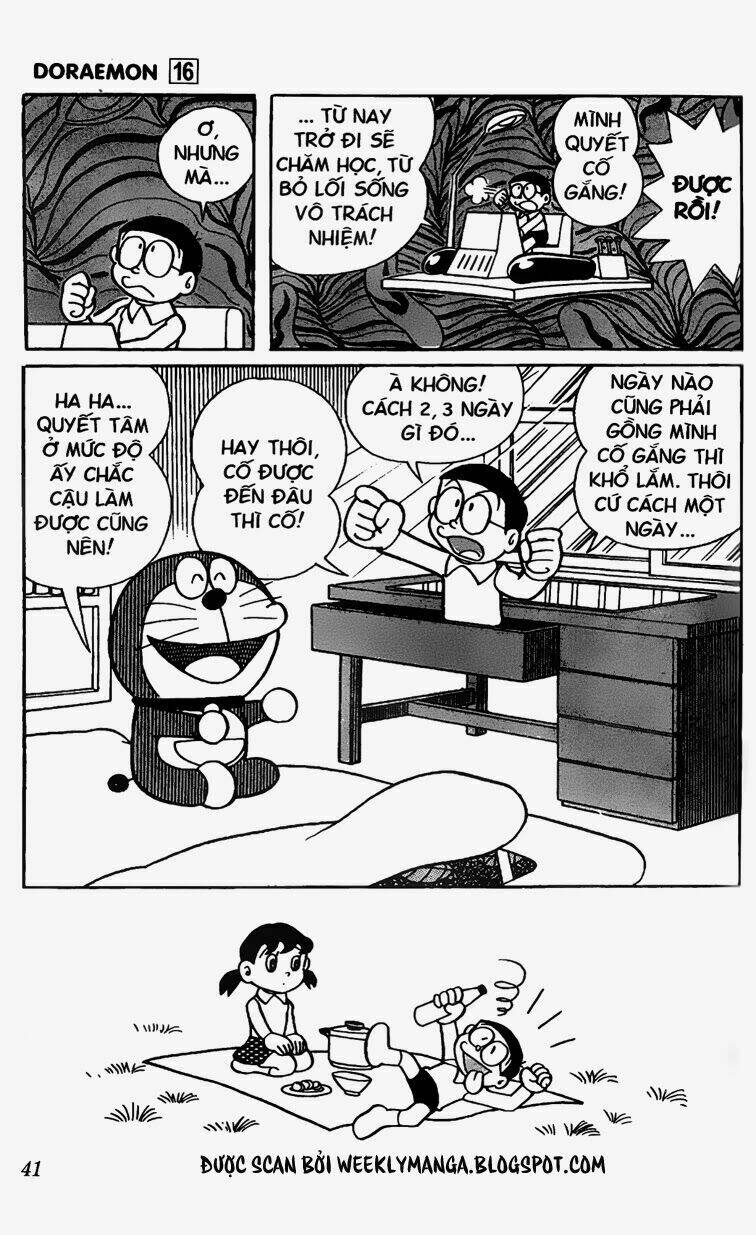 DORAEMON 16
ĐƯỢC
RỒI!
MÌNH
QUYẾT
CỐ
GẮNG!
... TỪ NAY
TRỞ ĐI SẼ
CHĂM HỌC, TỪ
BỎ LỐI SỐNG
VÔ TRÁCH
NHIỆM!
Ơ,
NHƯNG
MÀ...
NGÀY NÀO
CŨNG PHẢI
GỒNG MÌNH
CỐ GẮNG THÌ
KHỔ LẮM. THÔI
CỨ CÁCH MỘT
NGÀY...
À KHÔNG!
CÁCH 2, 3 NGÀY
GÌ ĐÓ...
HAY THÔI,
CỐ ĐƯỢC
ĐẾN ĐÂU
THÌ CỐ!
HA HA...
QUYẾT TÂM
Ở MỨC ĐỘ
ẤY CHẮC
CẬU LÀM
ĐƯỢC CŨNG
NÊN!
41
ĐƯỢC SCAN BỞI WEEKLYMANGA.BLOGSPOT.COM